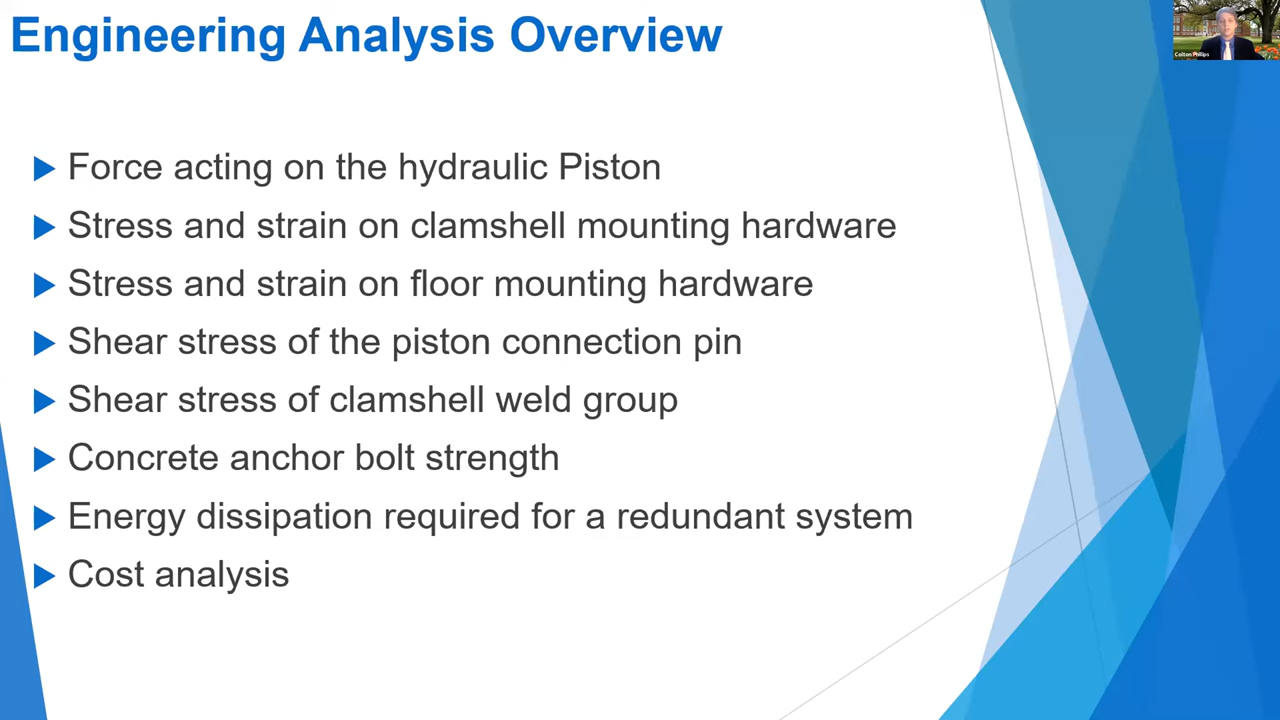 Engineering Analysis Overview
Colton Philips
Force acting on the hydraulic Piston
Stress and strain on clamshell mounting hardware
Stress and strain on floor mounting hardware
Shear stress of the piston connection pin
Shear stress of clamshell weld group
Concrete anchor bolt strength
Energy dissipation required for a redundant system
Cost analysis